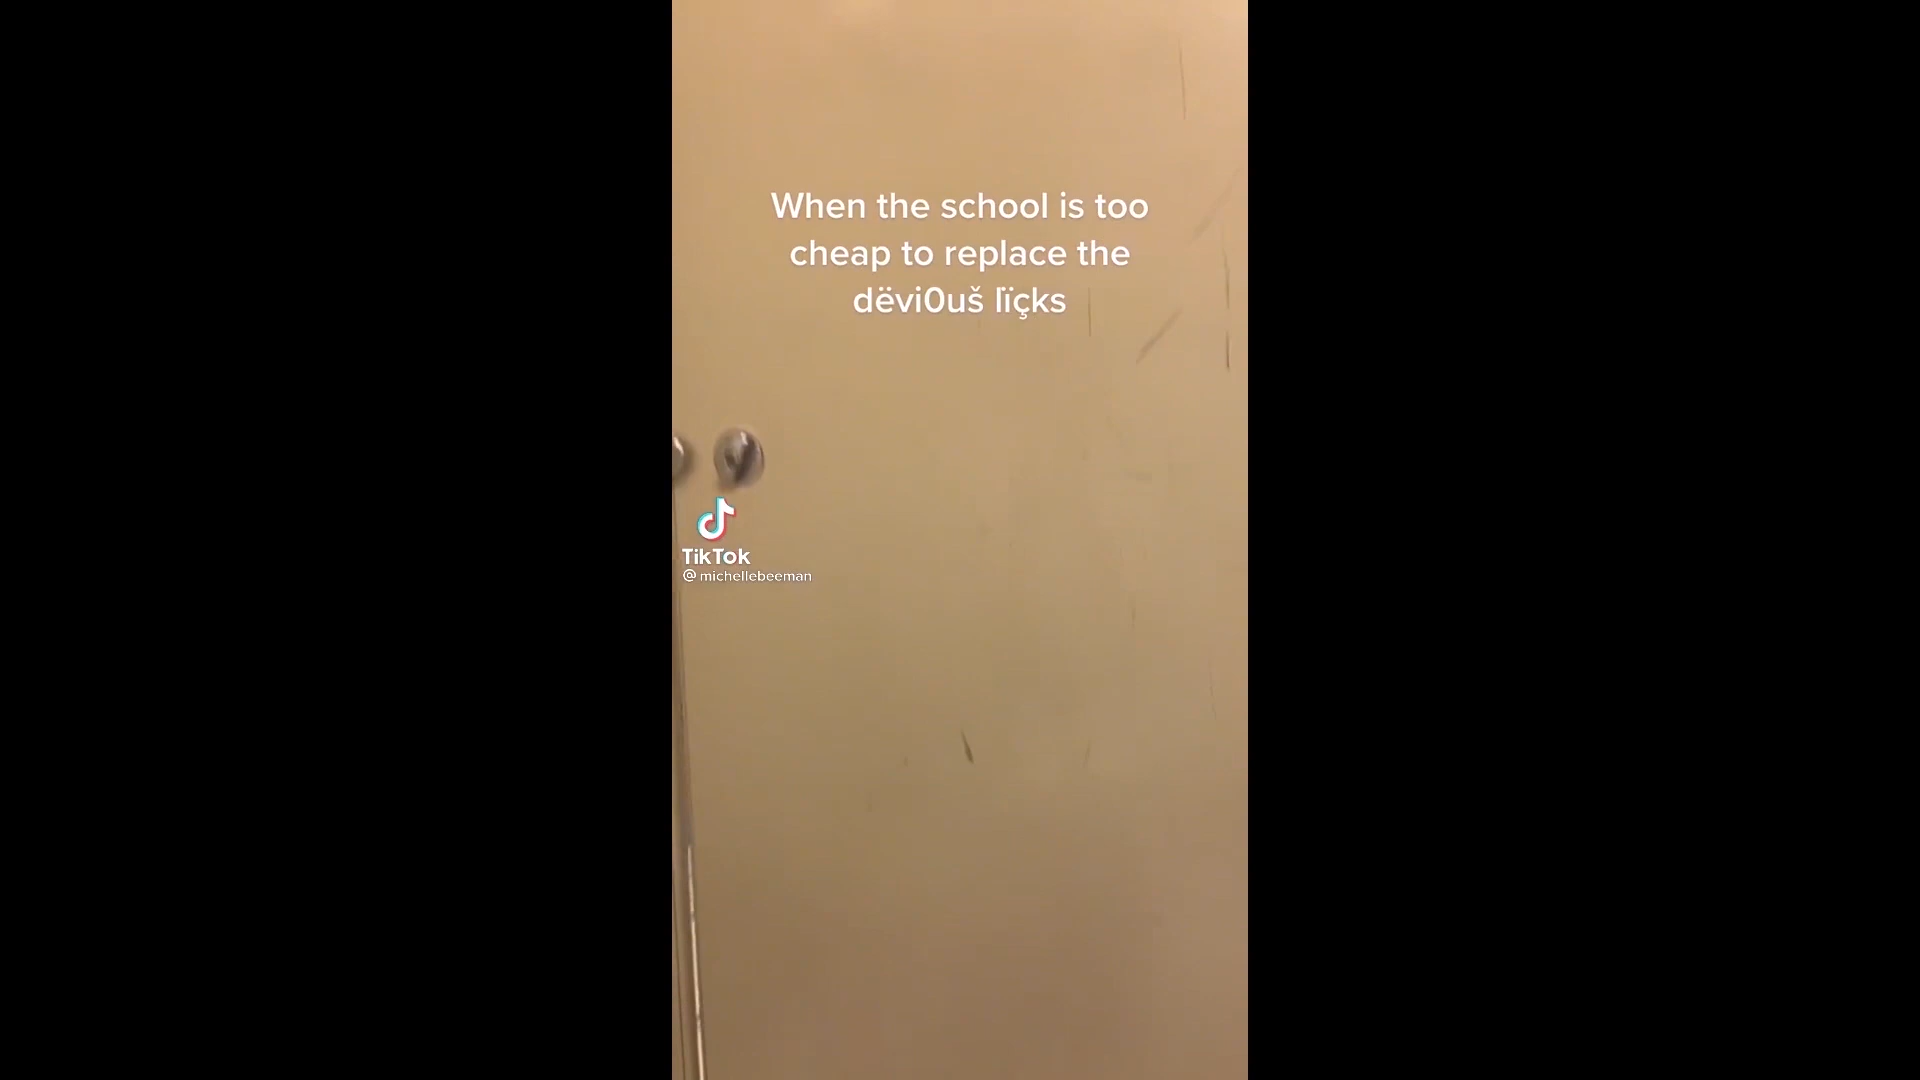 When the school is too
cheap to replace the
dëvi0uš lïçks
TikTok
@michellebeeman